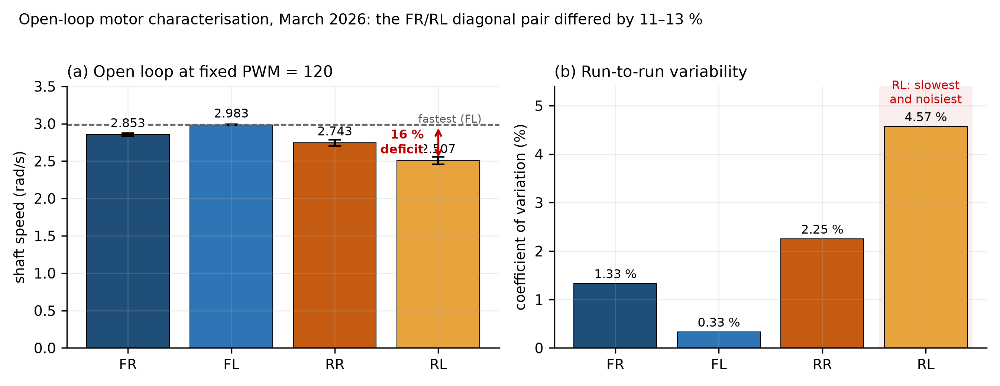 Open-loop motor characterisation, March 2026: the FR/RL diagonal pair differed by 11–13 %
(a) Open loop at fixed PWM = 120
shaft speed (rad/s)
3.5
3.0
2.5
2.0
1.5
1.0
0.5
0.0
2.853
2.983
2.743
2.507
fastest (FL)
16 %
deficit
FR
FL
RR
RL
(b) Run-to-run variability
coefficient of variation (%)
5
4
3
2
1
0
1.33 %
0.33 %
2.25 %
4.57 %
RL: slowest
and noisiest
FR
FL
RR
RL